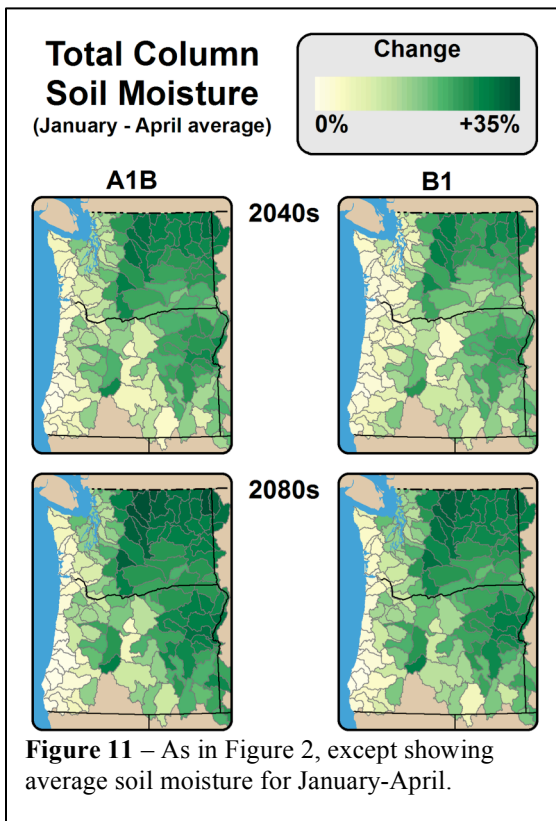 Total Column
Soil Moisture
(January - April average)
Change
0%
+35%
A1B
B1
2040s
2080s
Figure 11 – As in Figure 2, except showing
average soil moisture for January-April.